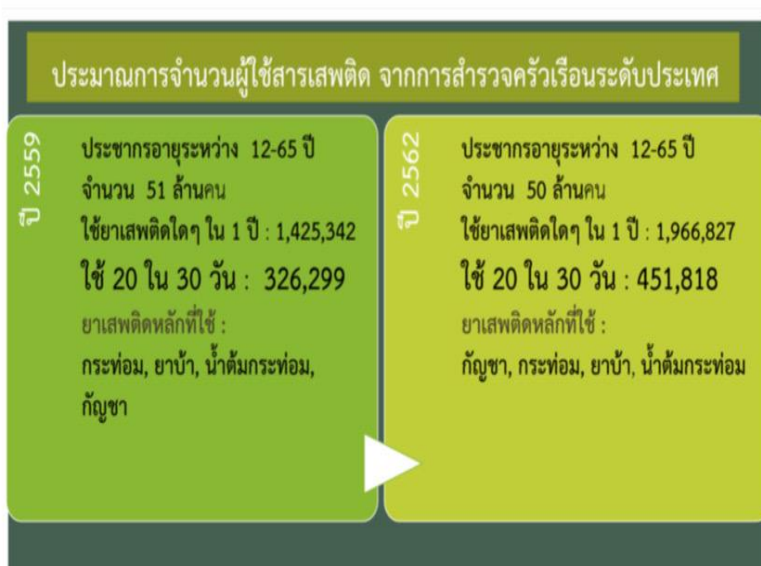 ประมาณการจำนวนผู้ใช้สารเสพติด จากการสำรวจครัวเรือนระดับประเทศ
ปี 2559
ประชากรอายุระหว่าง 12-65 ปี
จำนวน 51 ล้านคน
ใช้ยาเสพติดใดๆ ใน 1 ปี : 1,425,342
ใช้ 20 ใน 30 วัน : 326,299
ยาเสพติดหลักที่ใช้ :
กระท่อม, ยาบ้า, น้ำต้มกระท่อม,
กัญชา
ปี 2562
ประชากรอายุระหว่าง 12-65 ปี
จำนวน 50 ล้านคน
ใช้ยาเสพติดใดๆ ใน 1 ปี : 1,966,827
ใช้ 20 ใน 30 วัน : 451,818
ยาเสพติดหลักที่ใช้ :
กัญชา, กระท่อม, ยาบ้า, น้ำต้มกระท่อม